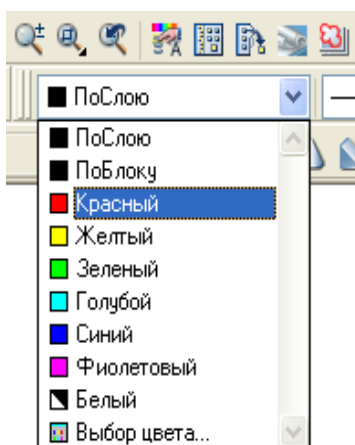 ПоСлою
ПоСлою
ПоБлоку
Красный
Желтый
Зеленый
Голубой
Синий
Фиолетовый
Белый
Выбор цвета...